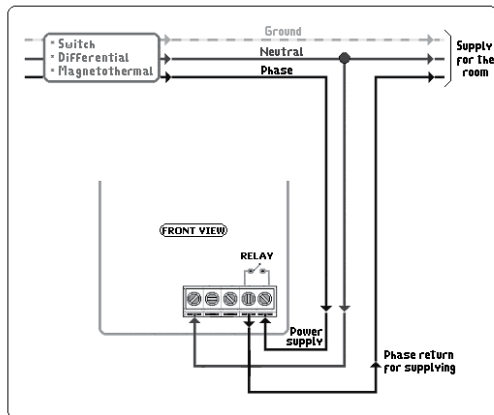 Ground
* Switch
* Differential
* Magnetothermal
Neutral
Phase
Supply
for the
room
FRONT VIEW
RELAY
Power
supply
Phase return
for supplying